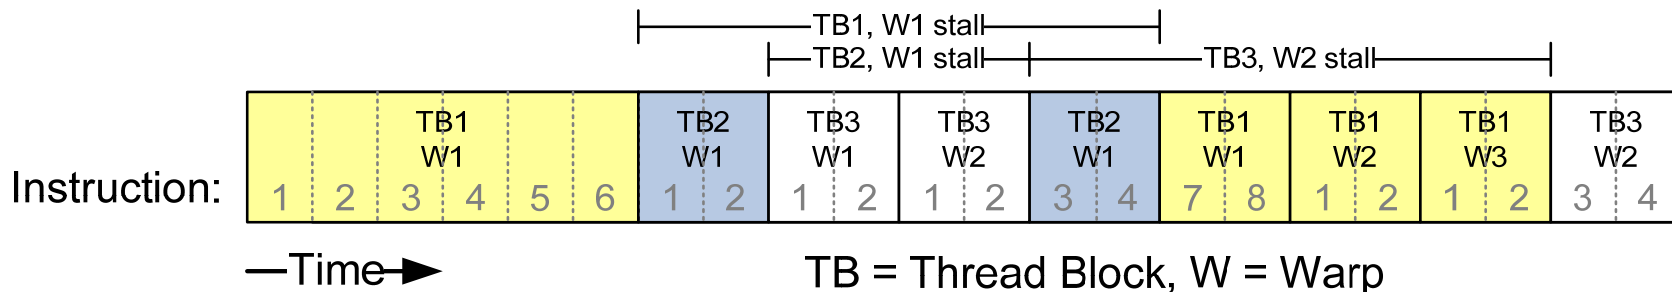 TB1, W1 stall
TB2, W1 stall TB3, W2 stall
TB1 TB2 TB3 TB3 TB2 TB1 TB1 TB1 TB3
W1 W1 W1 W2 W1 W1 W2 W3 W2
Instruction: 1 2 3 4 5 6 1 2 1 2 1 2 3 4 7 8 1 2 1 2 3 4
Time
TB = Thread Block, W = Warp